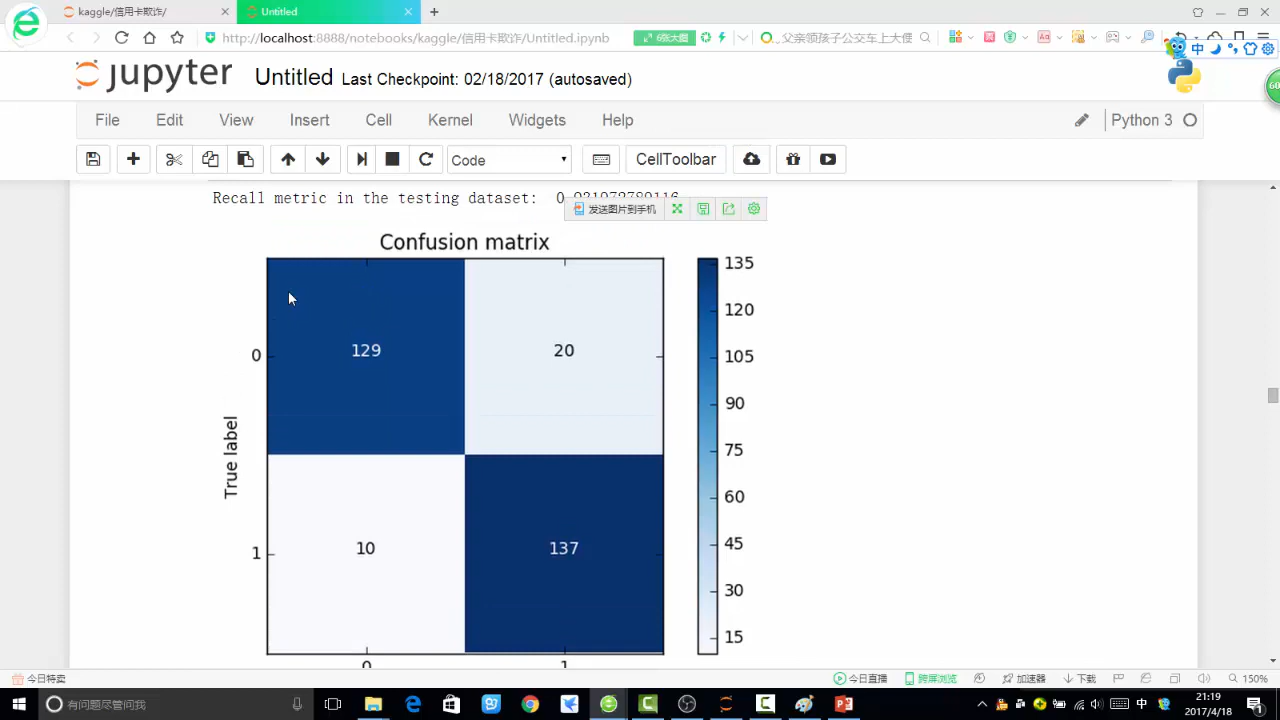 kaggle/信用卡欺诈/
Untitled
http://localhost:8888/notebooks/kaggle/信用卡欺诈/Untitled.ipynb
6张大图
父亲领孩子公交车上大便
中
jupyter Untitled Last Checkpoint: 02/18/2017 (autosaved)
60
File Edit View Insert Cell Kernel Widgets Help
Python 3
Code
CellToolbar
Recall metric in the testing dataset:
发送图片到手机
Confusion matrix
135
120
105
90
75
60
45
30
15
129
20
0
True label
10
137
1
0
1
今日特卖
今日直播
跨屏浏览
加速器
下载
150%
有问题尽管问我
中
21:19
2017/4/18